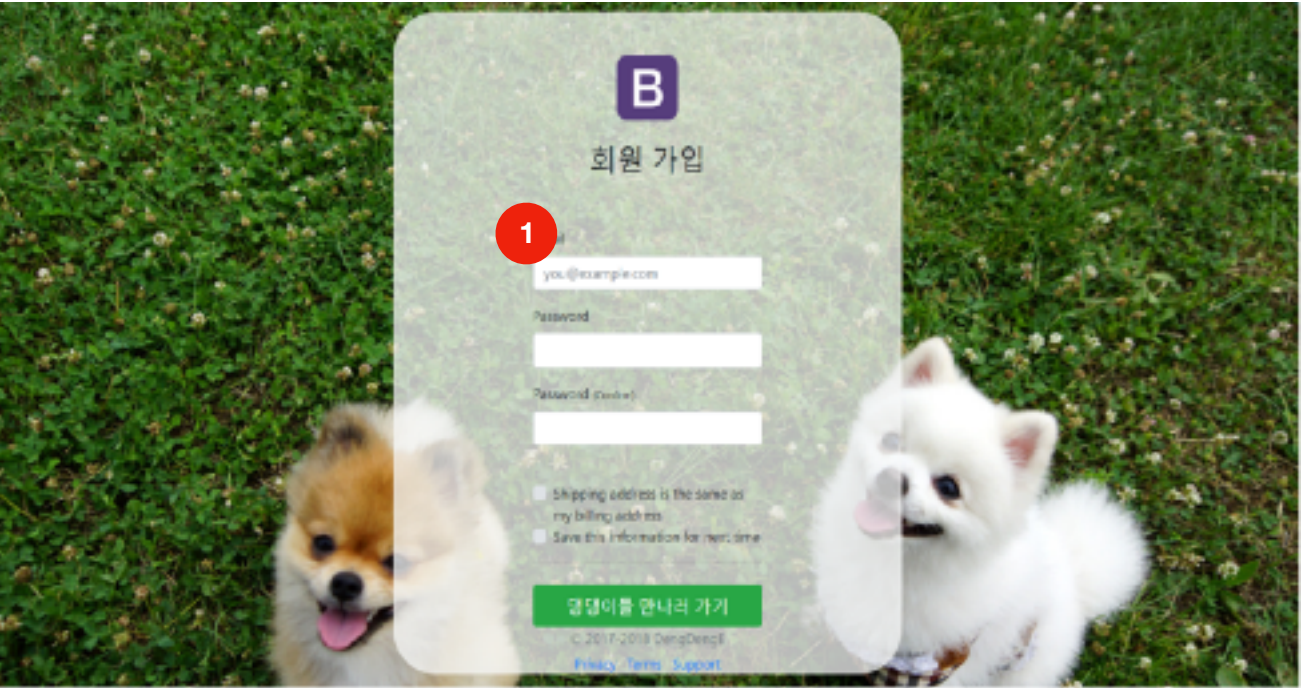 B
회원 가입
1
you@example.com
Password
Password
Shipping address is the same as
my billing address
Save this information for next time
댕댕이들 만나러 가기
© 2017-2018
Privacy Terms Support